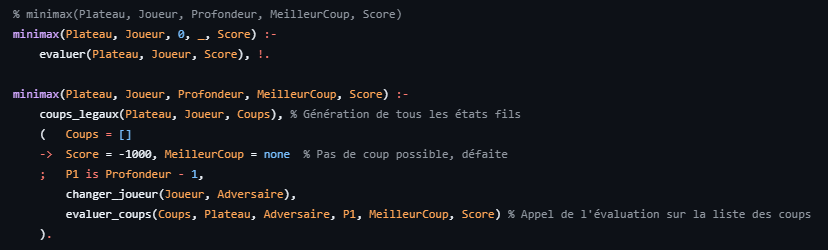 % minimax(Plateau, Joueur, Profondeur, MeilleurCoup, Score)
minimax(Plateau, Joueur, 0, _, Score) :-
    evaluer(Plateau, Joueur, Score), !.

minimax(Plateau, Joueur, Profondeur, MeilleurCoup, Score) :-
    coups_legaux(Plateau, Joueur, Coups), % Génération de tous les états fils
    (   Coups = []
    ->  Score = -1000, MeilleurCoup = none  % Pas de coup possible, défaite
    ;   P1 is Profondeur - 1,
        changer_joueur(Joueur, Adversaire),
        evaluer_coups(Coups, Plateau, Adversaire, P1, MeilleurCoup, Score) % Appel de l'évaluation sur la liste des coups
    ).